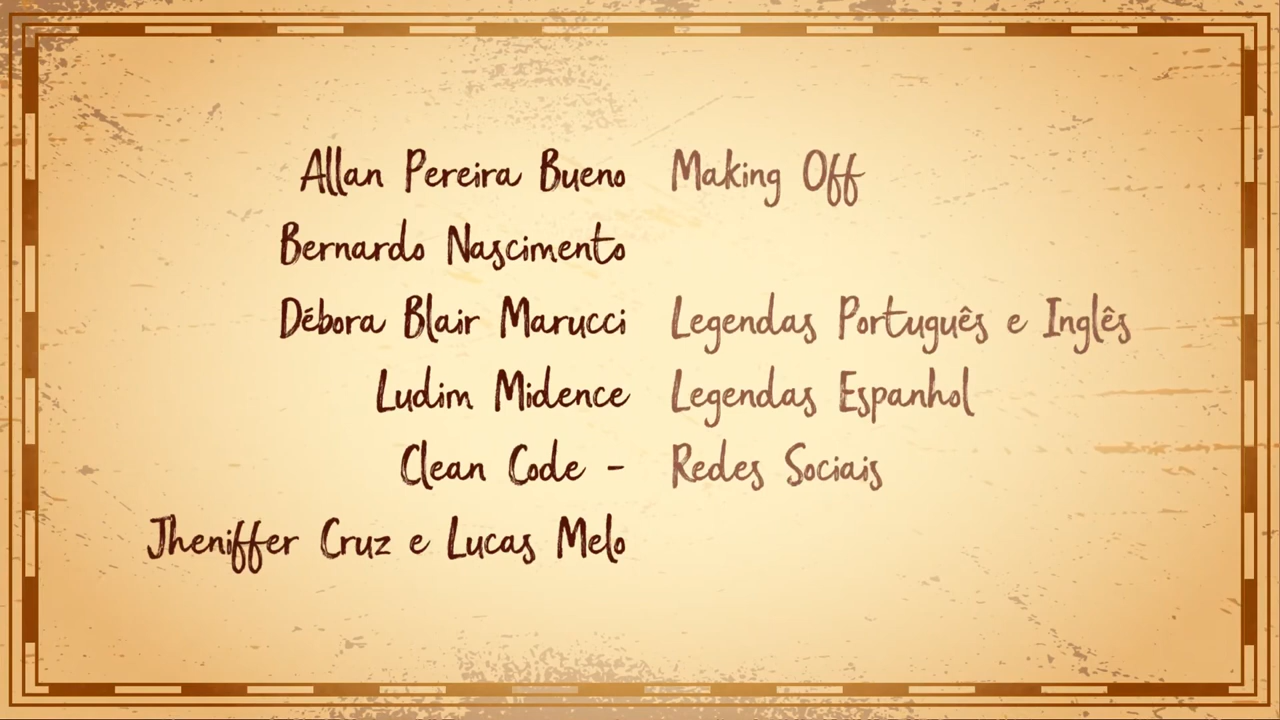 Allan Pereira Bueno Making Off
Bernardo Nascimento
Débora Blair Marucci Legendas Português e Inglês
Ludim Midence Legendas Espanhol
Clean Code - Redes Sociais
Jheniffer Cruz e Lucas Melo